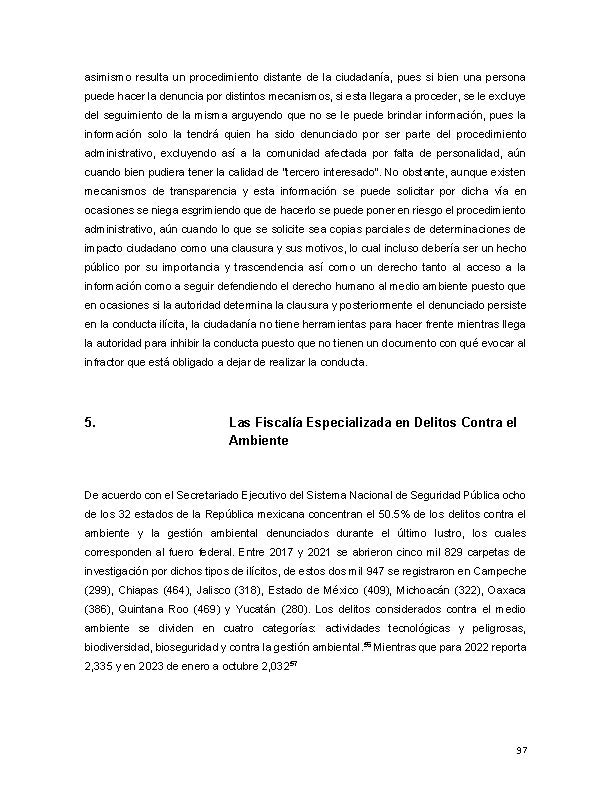 asimismo resulta un procedimiento distante de la ciudadanía, pues si bien una persona
puede hacer la denuncia por distintos mecanismos, si esta llegara a proceder, se le excluye
del seguimiento de la misma arguyendo que no se le puede brindar información, pues la
información solo la tendrá quien ha sido denunciado por ser parte del procedimiento
administrativo, excluyendo así a la comunidad afectada por falta de personalidad, aún
cuando bien pudiera tener la calidad de "tercero interesado". No obstante, aunque existen
mecanismos de transparencia y esta información se puede solicitar por dicha vía en
ocasiones se niega esgrimiendo que de hacerlo se puede poner en riesgo el procedimiento
administrativo, aún cuando lo que se solicite sea copias parciales de determinaciones de
impacto ciudadano como una clausura y sus motivos, lo cual incluso debería ser un hecho
público por su importancia y trascendencia así como un derecho tanto al acceso a la
información como a seguir defendiendo el derecho humano al medio ambiente puesto que
en ocasiones si la autoridad determina la clausura y posteriormente el denunciado persiste
en la conducta ilícita, la ciudadanía no tiene herramientas para hacer frente mientras llega
la autoridad para inhibir la conducta puesto que no tienen un documento con qué evocar al
infractor que está obligado a dejar de realizar la conducta.
5. Las Fiscalía Especializada en Delitos Contra el
Ambiente
De acuerdo con el Secretariado Ejecutivo del Sistema Nacional de Seguridad Pública ocho
de los 32 estados de la República mexicana concentran el 50.5% de los delitos contra el
ambiente y la gestión ambiental denunciados durante el último lustro, los cuales
corresponden al fuero federal. Entre 2017 y 2021 se abrieron cinco mil 829 carpetas de
investigación por dichos tipos de ilícitos, de estos dos mil 947 se registraron en Campeche
(299), Chiapas (464), Jalisco (318), Estado de México (409), Michoacán (322), Oaxaca
(386), Quintana Roo (469) y Yucatán (280). Los delitos considerados contra el medio
ambiente se dividen en cuatro categorías: actividades tecnológicas y peligrosas,
biodiversidad, bioseguridad y contra la gestión ambiental.56 Mientras que para 2022 reporta
2,335 y en 2023 de enero a octubre 2,03257
97